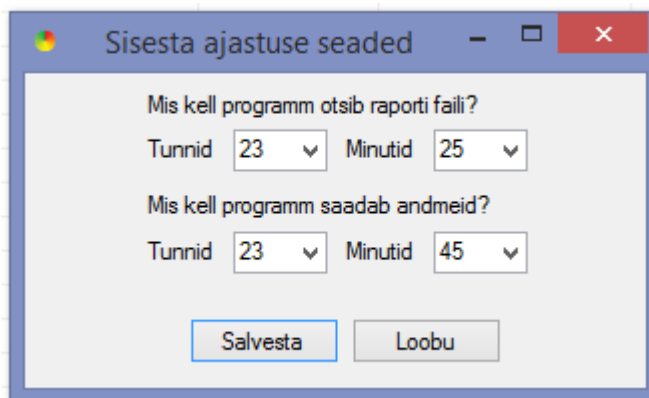 Sisesta ajastuse seaded
Mis kell programm otsib raporti faili?
Tunnid 23 Minutid 25
Mis kell programm saadab andmeid?
Tunnid 23 Minutid 45
Salvesta Loobu